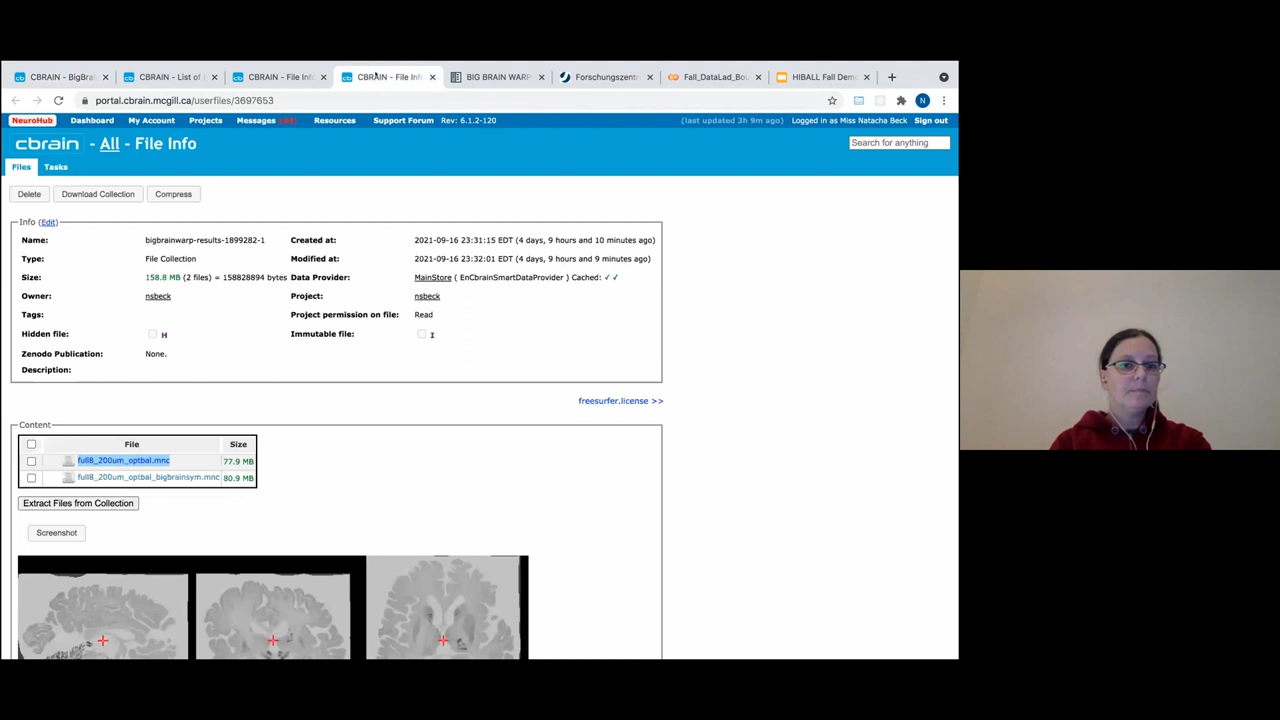 CBRAIN - BigBrai CBRAIN - List of CBRAIN - File Info CBRAIN - File Info BIG BRAIN WARP Forschungszentr Fall_DataLad_Bou HIBALL Fall Dem
portal.cbrain.mcgill.ca/userfiles/3697653 N
NeuroHub Dashboard My Account Projects Messages Resources Support Forum Rev: 6.1.2-120 (last updated 3h 9m ago) Logged in as Miss Natacha Beck Sign out
cbrain - All - File Info Search for anything
Files Tasks
Delete Download Collection Compress
Info (Edit)
Name: bigbrainwarp-results-1899282-1 Created at: 2021-09-16 23:31:15 EDT (4 days, 9 hours and 10 minutes ago)
Type: File Collection Modified at: 2021-09-16 23:32:01 EDT (4 days, 9 hours and 9 minutes ago)
Size: 158.8 MB (2 files) = 158828894 bytes Data Provider: MainStore ( EnCbrainSmartDataProvider ) Cached: ✓ ✓
Owner: nsbeck Project: nsbeck
Tags: Project permission on file: Read
Hidden file: H Immutable file: I
Zenodo Publication: None.
Description:
freesurfer.license >>
Content
File Size
full8_200um_optbal.mnc 77.9 MB
full8_200um_optbal_bigbrainsym.mnc 80.9 MB
Extract Files from Collection
Screenshot